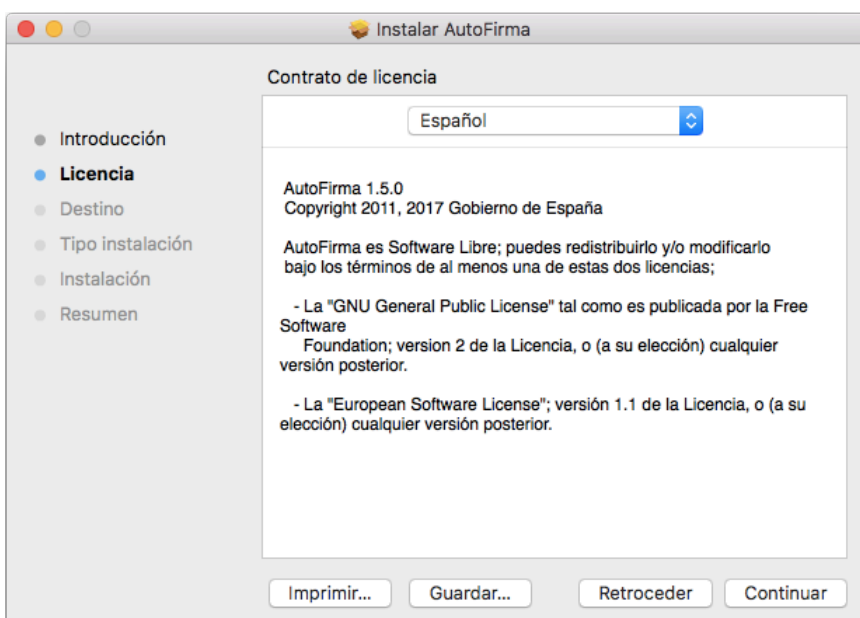 Instalar AutoFirma
Contrato de licencia
Español
Introducción
Licencia
Destino
Tipo instalación
Instalación
Resumen
AutoFirma 1.5.0
Copyright 2011, 2017 Gobierno de España
AutoFirma es Software Libre; puedes redistribuirlo y/o modificarlo
bajo los términos de al menos una de estas dos licencias;
- La "GNU General Public License" tal como es publicada por la Free
Software
Foundation; version 2 de la Licencia, o (a su elección) cualquier
versión posterior.
- La "European Software License"; versión 1.1 de la Licencia, o (a su
elección) cualquier versión posterior.
Imprimir... Guardar... Retroceder Continuar